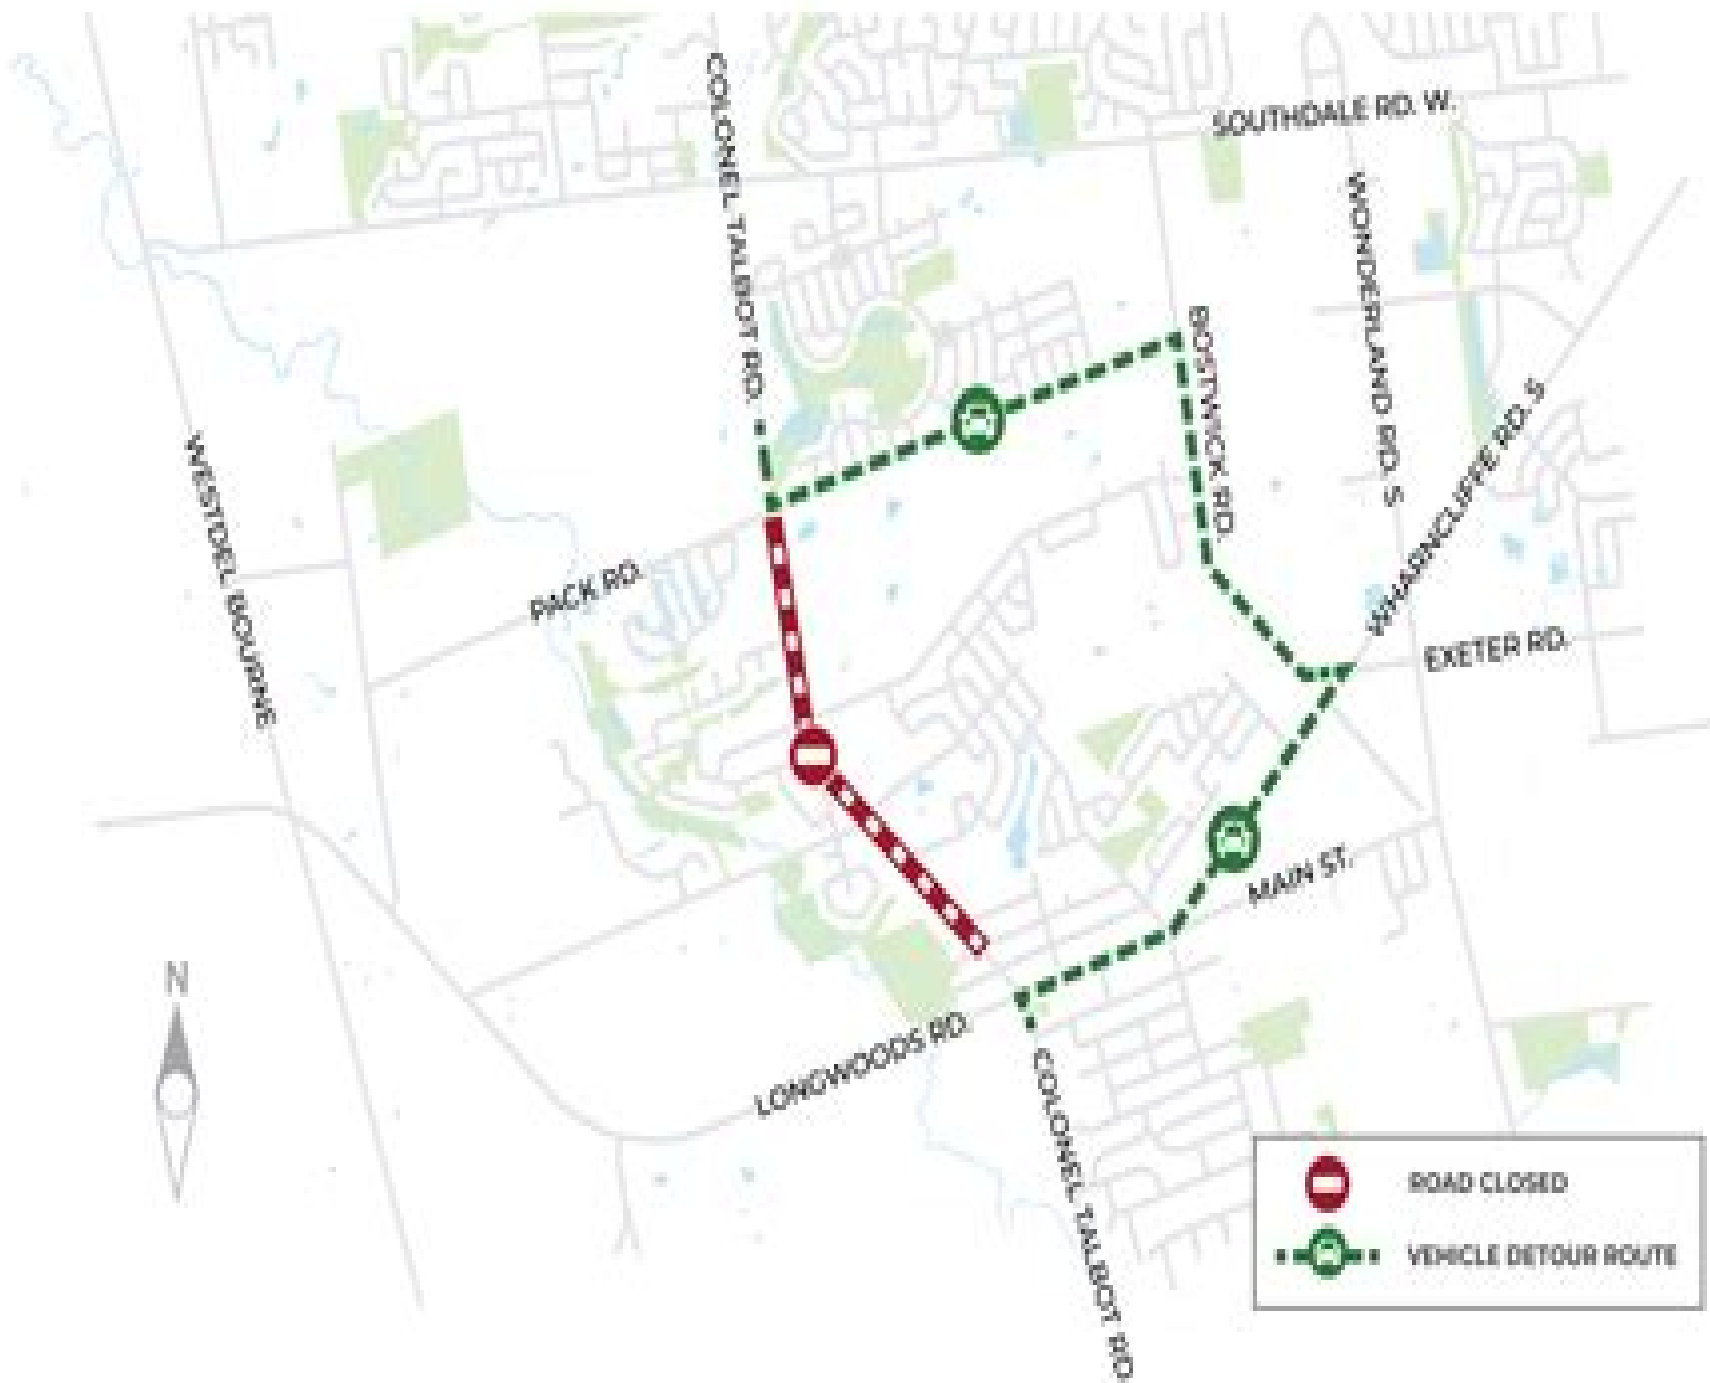 SOUTHDALE RD. W.
COLONEL TALBOT RD.
WONDERLAND RD. S
BOSTWICK RD.
WHARNCLIFFE RD. S
WESTDEL BOURNE
PACK RD.
EXETER RD.
MAIN ST.
N
LONGWOODS RD.
COLONEL TALBOT RD
ROAD CLOSED
VEHICLE DETOUR ROUTE